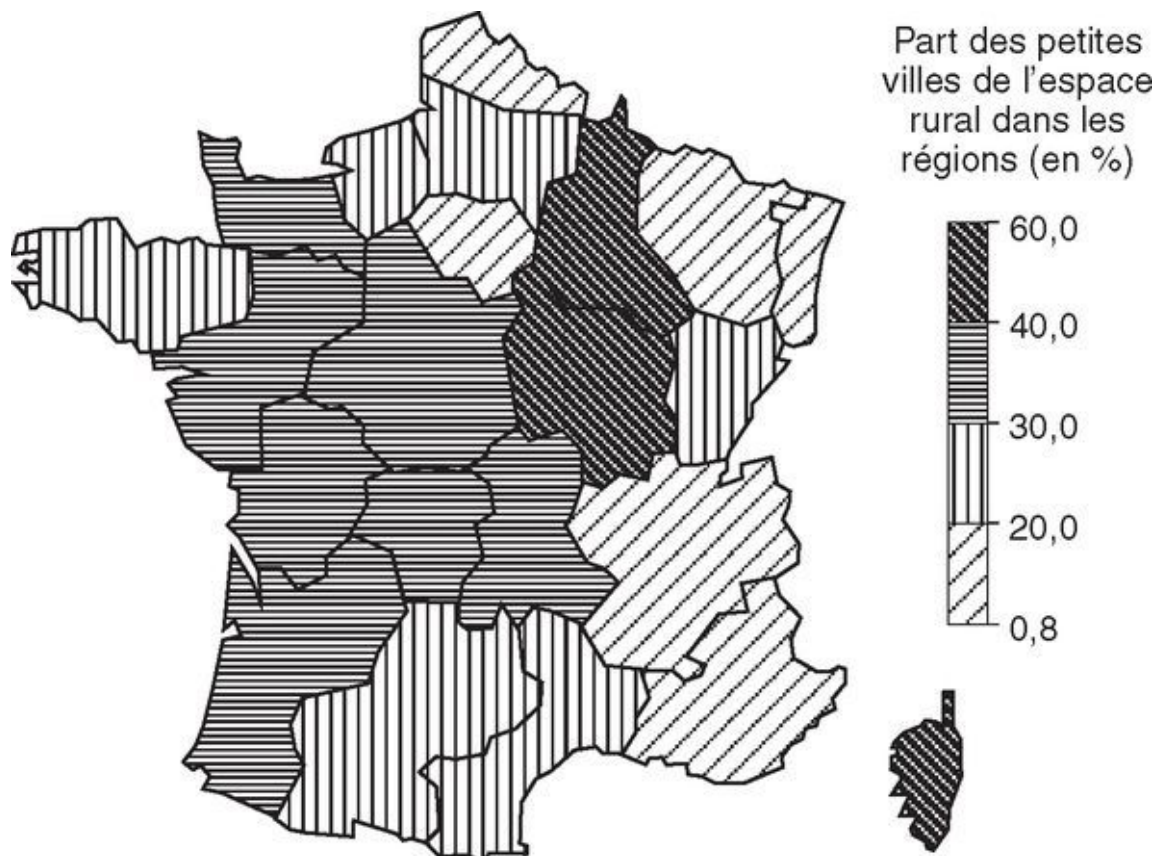 Part des petites
villes de l'espace
rural dans les
régions (en %)
60,0
40,0
30,0
20,0
0,8